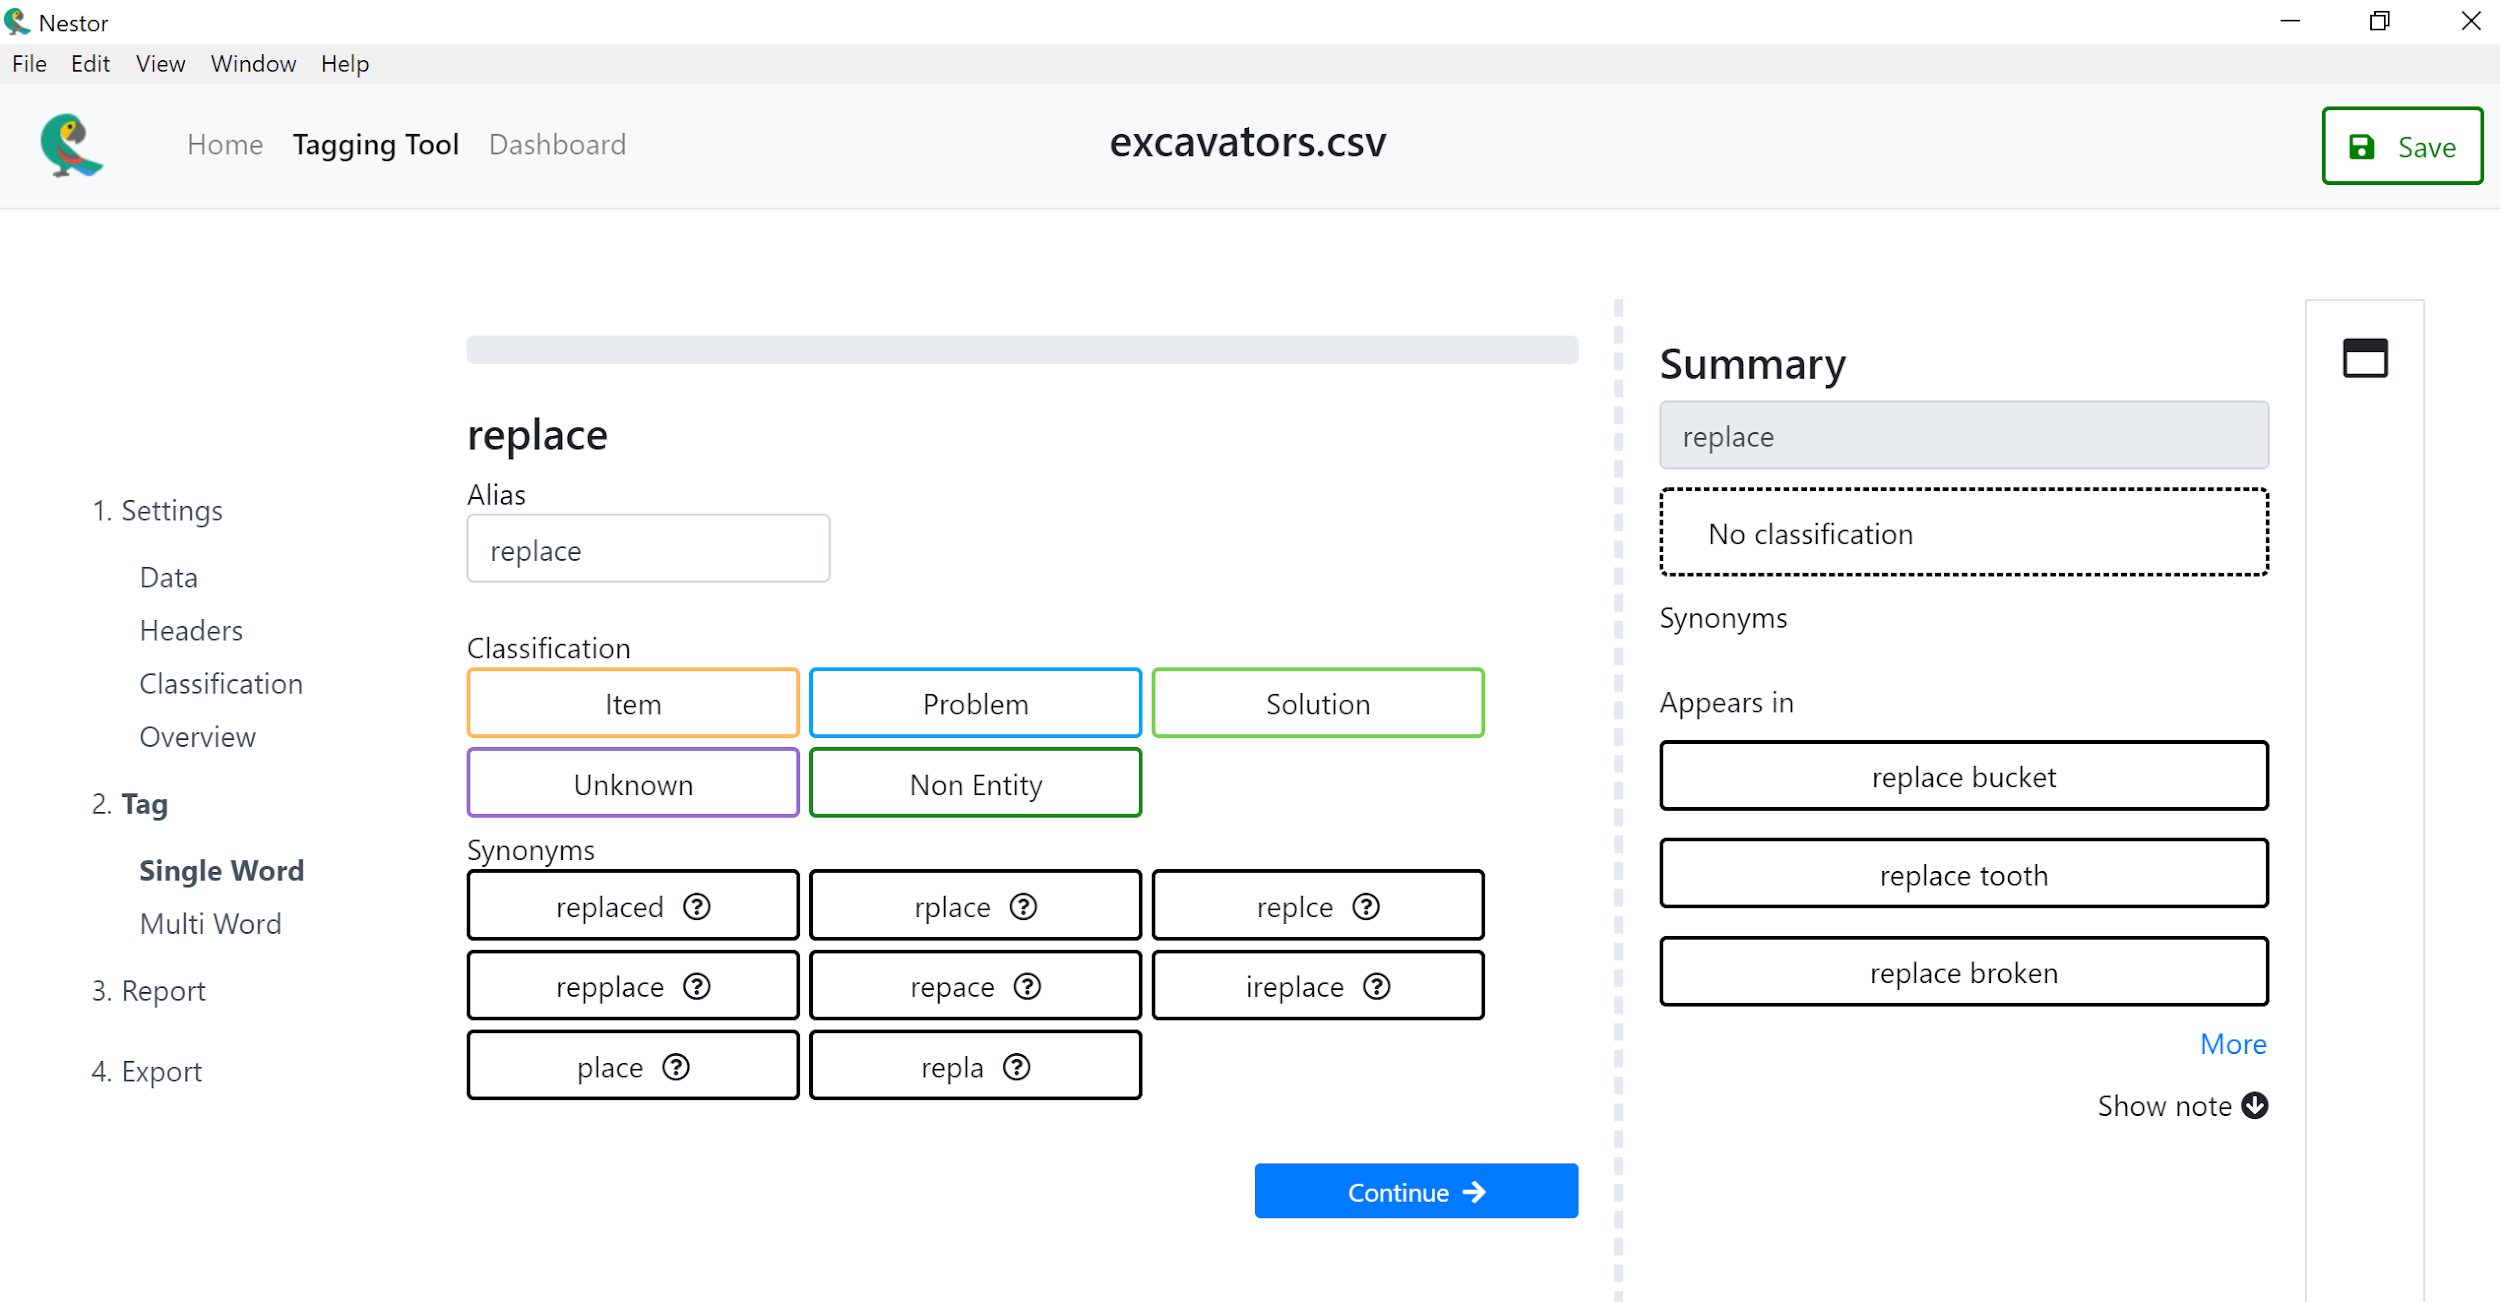 Nestor
File Edit View Window Help
Home Tagging Tool Dashboard
excavators.csv
Save
1. Settings
Data
Headers
Classification
Overview
2. Tag
Single Word
Multi Word
3. Report
4. Export
replace
Alias
replace
Classification
Item Problem Solution
Unknown Non Entity
Synonyms
replaced rplace replce
repplace repace ireplace
place repla
Continue
Summary
replace
No classification
Synonyms
Appears in
replace bucket
replace tooth
replace broken
More
Show note